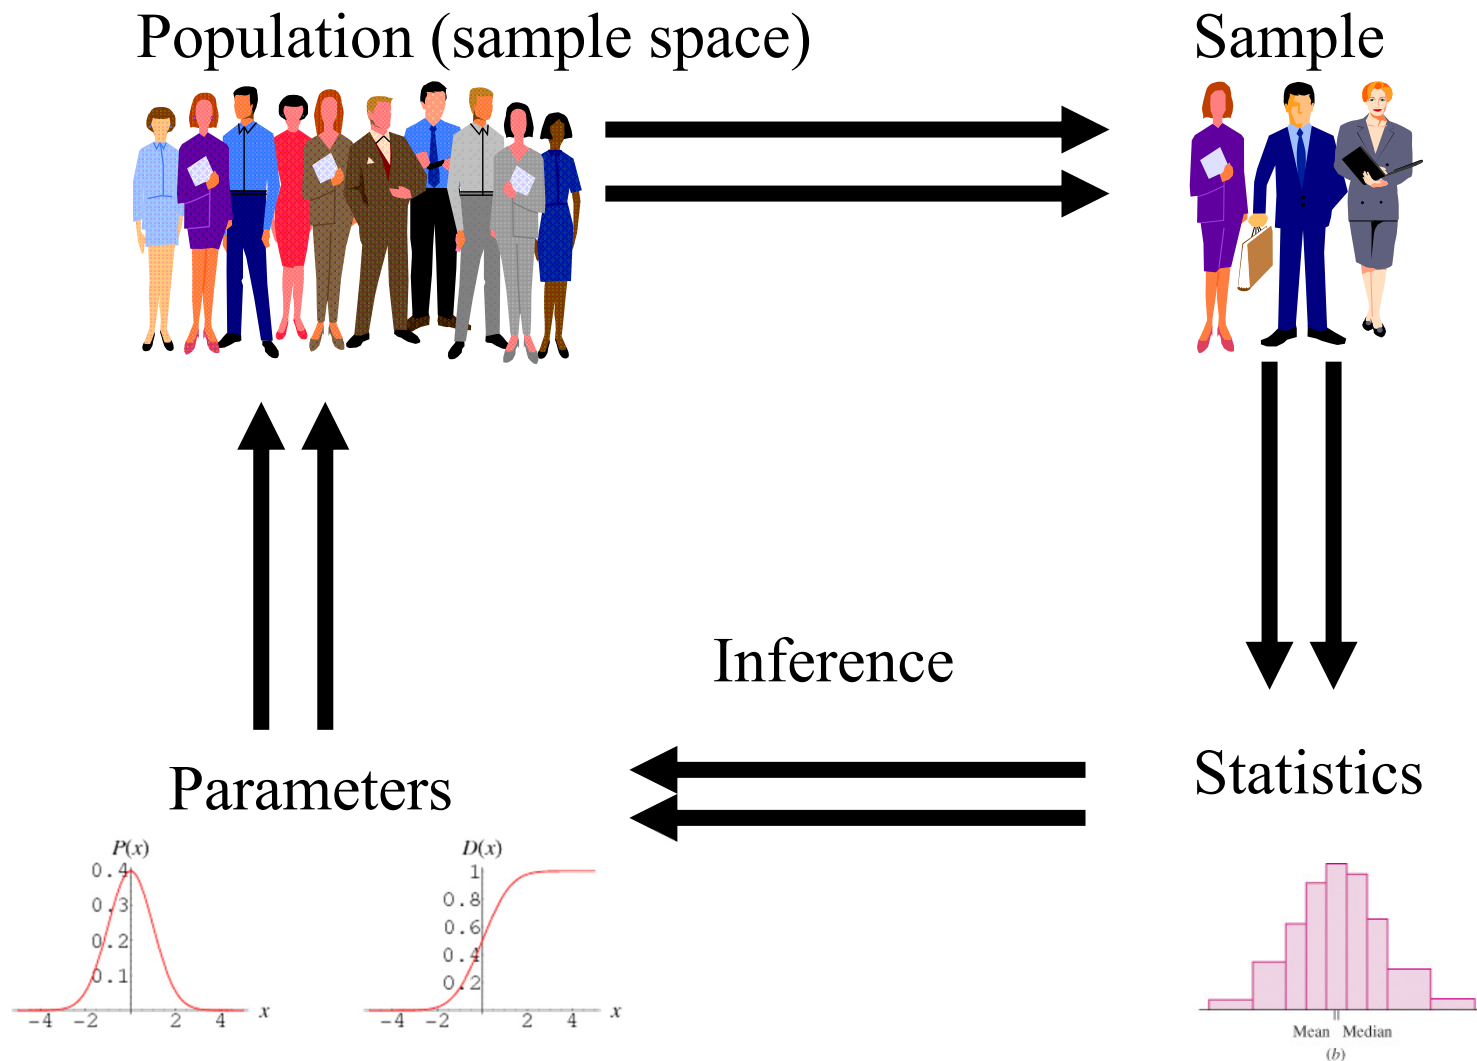 Population (sample space)
Sample
Inference
Parameters
Statistics
P(x)
0.4
0.3
0.2
0.1
-4 -2 2 4 x
D(x)
1
0.8
0.6
0.4
0.2
-4 -2 2 4 x
Mean Median
(b)